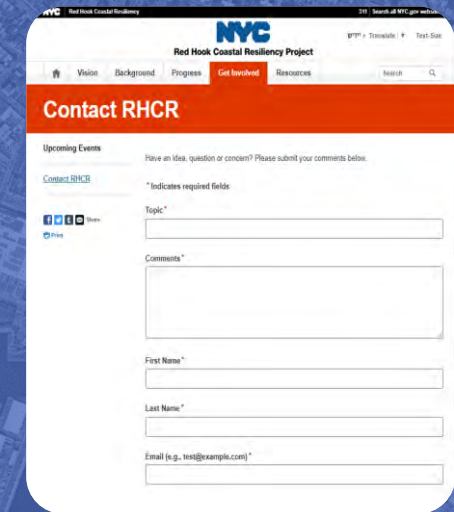 NYC Red Hook Coastal Resiliency
311 Search all NYC.gov websites
NYC
Red Hook Coastal Resiliency Project
Translate
Text-Size
Vision Background Progress Get Involved Resources
Search
Contact RHCR
Upcoming Events
Contact RHCR
Share
Print
Have an idea, question or concern? Please submit your comments below.
* Indicates required fields
Topic*
Comments*
First Name*
Last Name*
Email (e.g., test@example.com)*